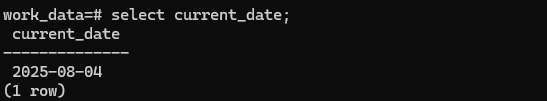 work_data=# select current_date;
current_date
--------------
2025-08-04
(1 row)